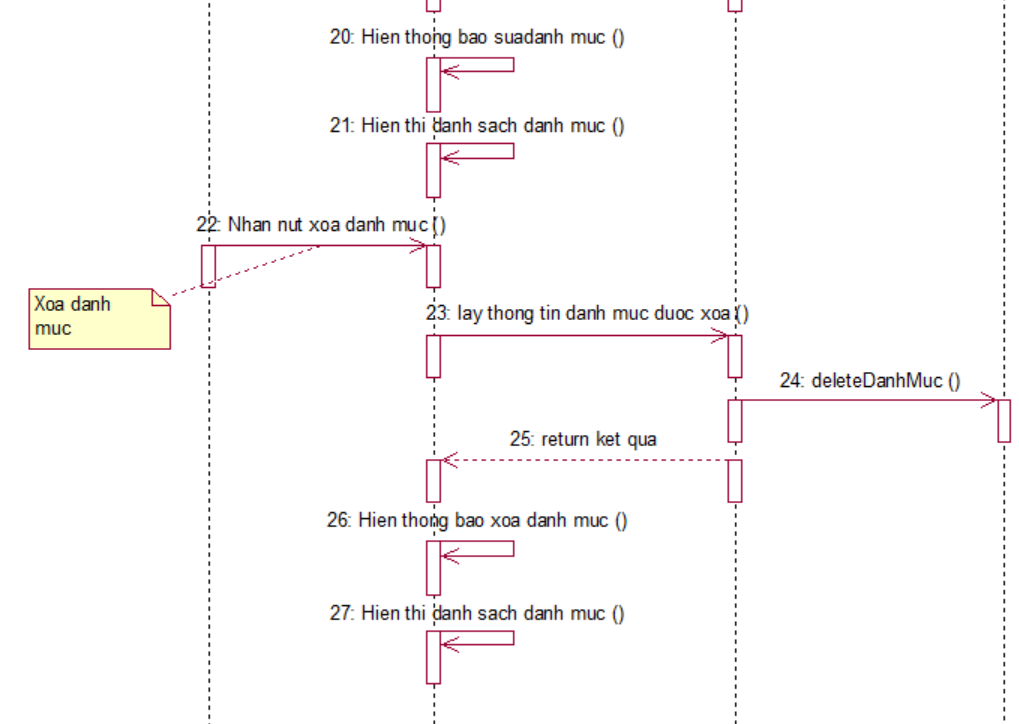 20: Hien thong bao suadanh muc ()
21: Hien thi danh sach danh muc ()
22: Nhan nut xoa danh muc ()
Xoa danh
muc
23: lay thong tin danh muc duoc xoa ()
24: deleteDanhMuc ()
25: return ket qua
26: Hien thong bao xoa danh muc ()
27: Hien thi danh sach danh muc ()